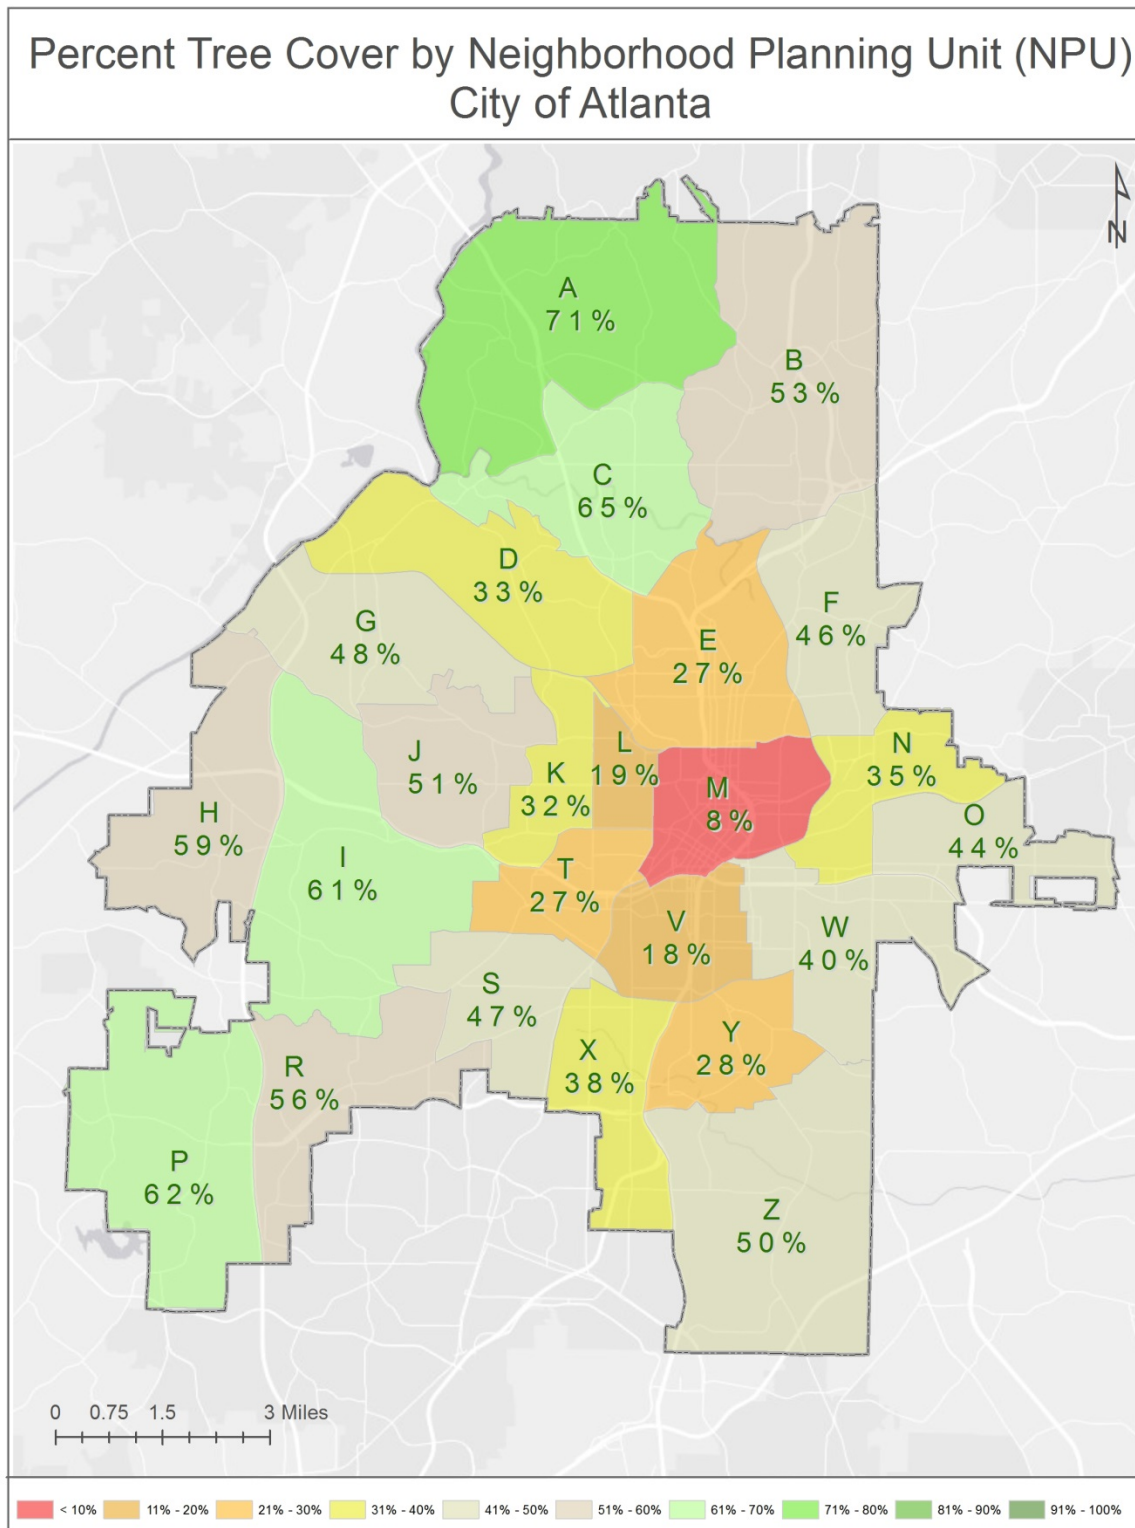 Percent Tree Cover by Neighborhood Planning Unit (NPU)
City of Atlanta
N
A
71%
B
53%
C
65%
D
33%
F
46%
G
48%
E
27%
J
51%
L
19%
N
35%
K
32%
M
8%
H
59%
O
44%
I
61%
T
27%
V
18%
W
40%
S
47%
X
38%
Y
28%
R
56%
P
62%
Z
50%
0 0.75 1.5 3 Miles
< 10% 11% - 20% 21% - 30% 31% - 40% 41% - 50% 51% - 60% 61% - 70% 71% - 80% 81% - 90% 91% - 100%